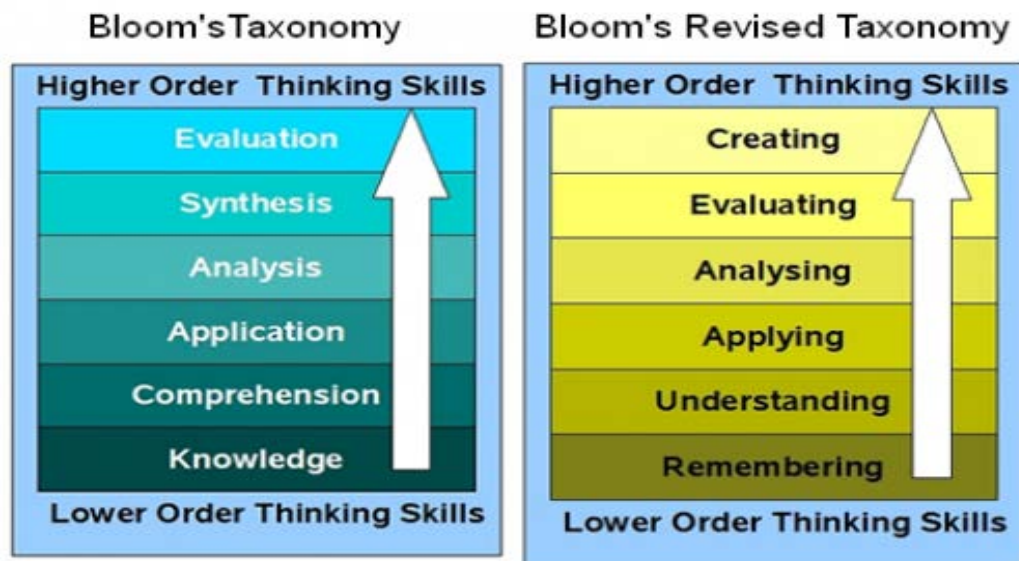 Bloom'sTaxonomy
Higher Order Thinking Skills
Evaluation
Synthesis
Analysis
Application
Comprehension
Knowledge
Lower Order Thinking Skills
Bloom's Revised Taxonomy
Higher Order Thinking Skills
Creating
Evaluating
Analysing
Applying
Understanding
Remembering
Lower Order Thinking Skills